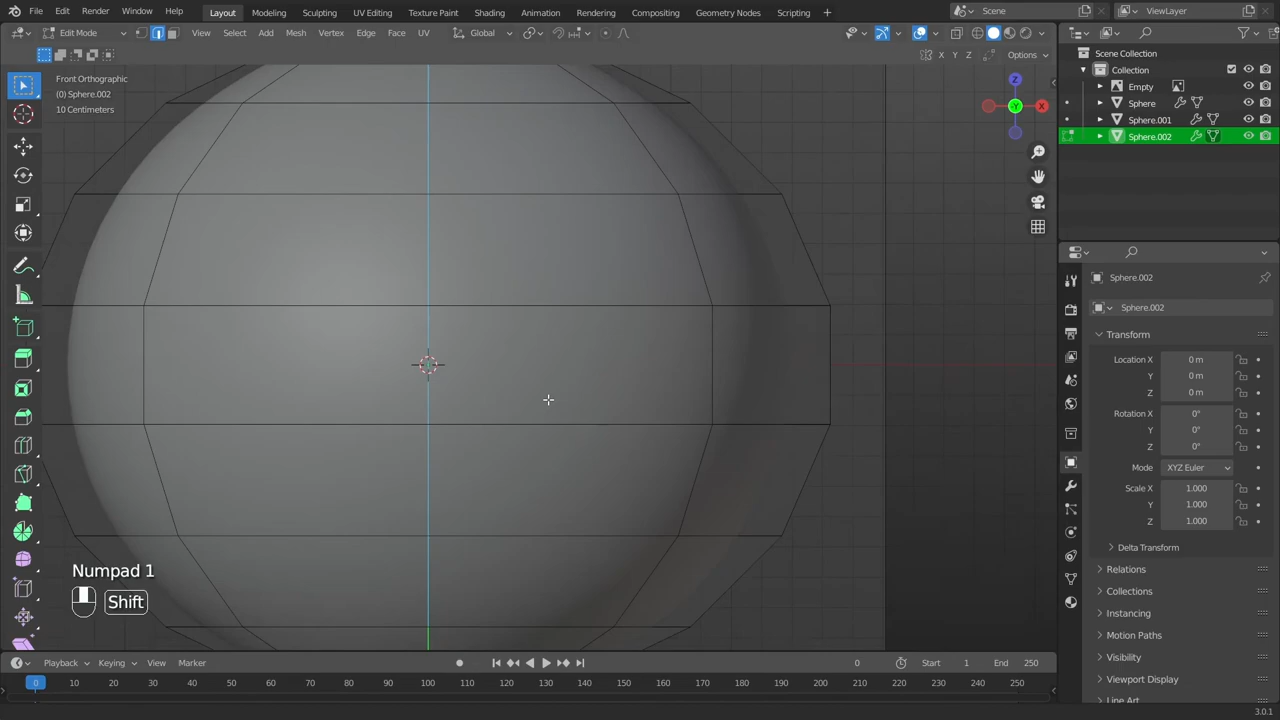 File Edit Render Window Help Layout Modeling Sculpting UV Editing Texture Paint Shading Animation Rendering Compositing Geometry Nodes Scripting + Scene ViewLayer
Edit Mode View Select Add Mesh Vertex Edge Face UV Global
X Y Z Options
Front Orthographic
(0) Sphere.002
10 Centimeters
Z
Y
X
Numpad 1
Shift
Scene Collection
Collection
Empty
Sphere
Sphere.001
Sphere.002
Sphere.002
Sphere.002
Transform
Location X 0 m
Y 0 m
Z 0 m
Rotation X 0°
Y 0°
Z 0°
Mode XYZ Euler
Scale X 1.000
Y 1.000
Z 1.000
Delta Transform
Relations
Collections
Instancing
Motion Paths
Visibility
Viewport Display
Line Art
Playback Keying View Marker 0 Start 1 End 250
0 10 20 30 40 50 60 70 80 90 100 110 120 130 140 150 160 170 180 190 200 210 220 230 240 250
3.0.1